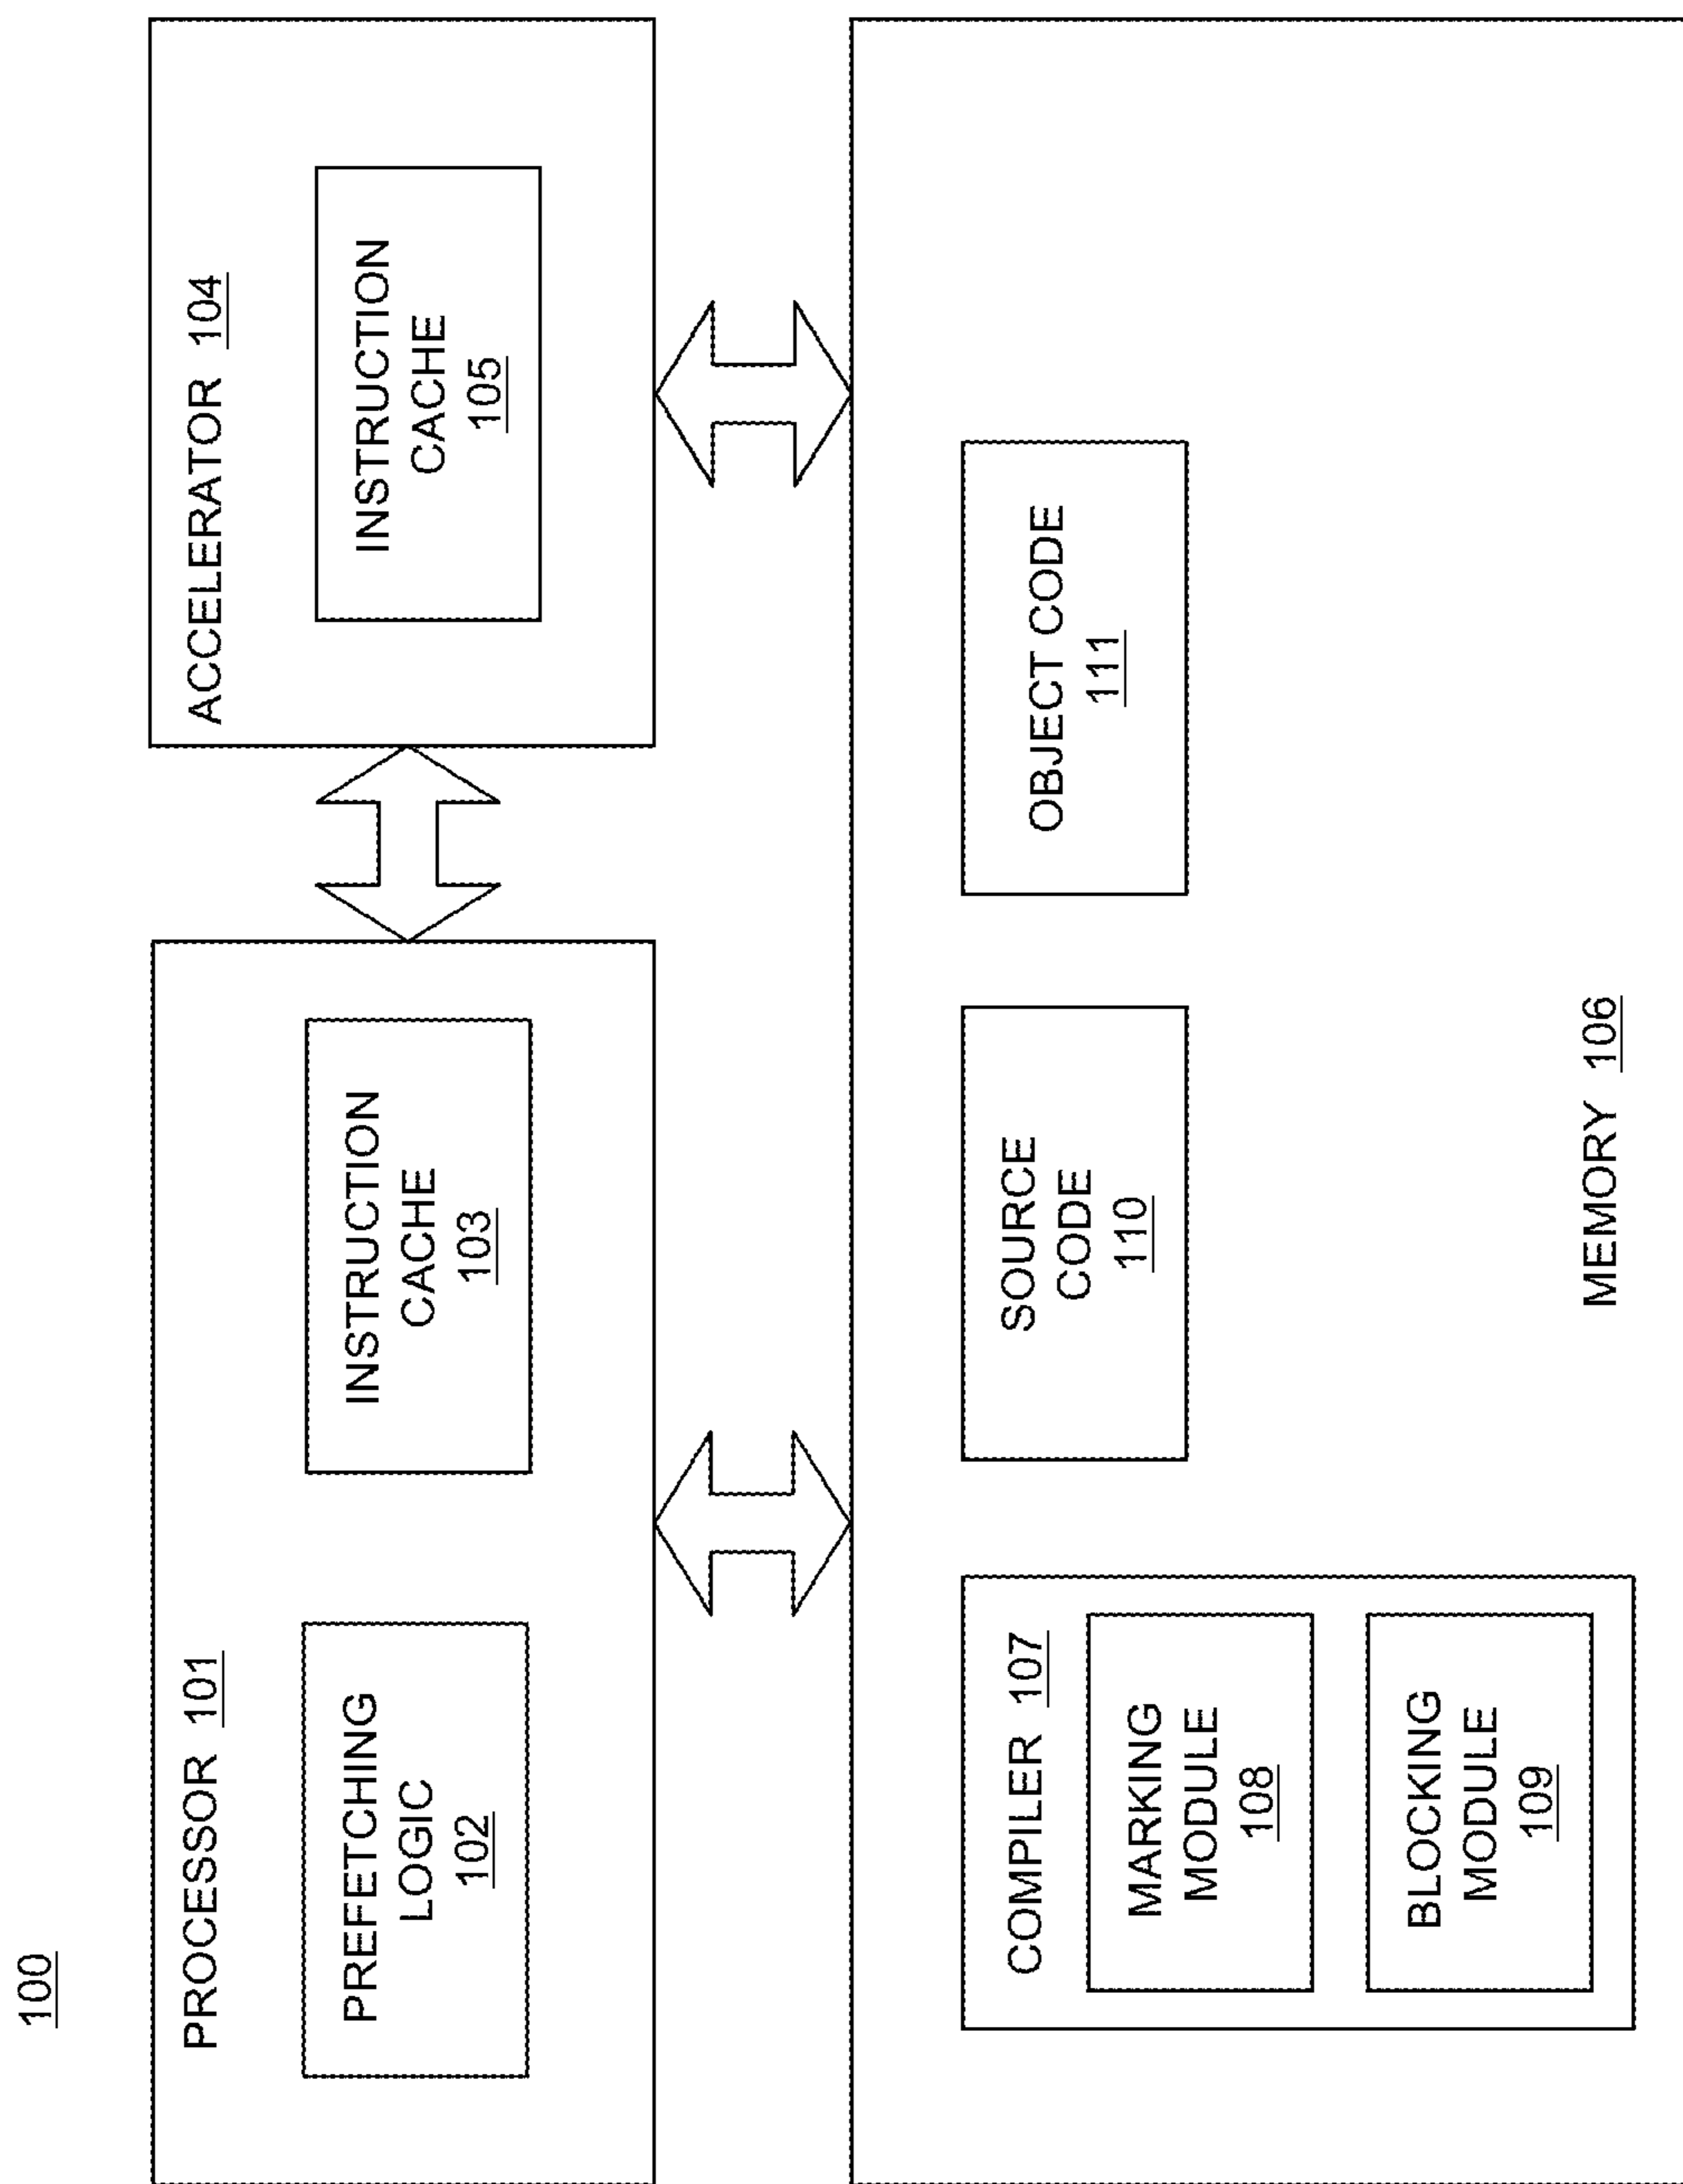 100
PROCESSOR 101
PREFETCHING
LOGIC
102
INSTRUCTION
CACHE
103
ACCELERATOR 104
INSTRUCTION
CACHE
105
COMPILER 107
MARKING
MODULE
108
BLOCKING
MODULE
109
SOURCE
CODE
110
OBJECT CODE
111
MEMORY 106